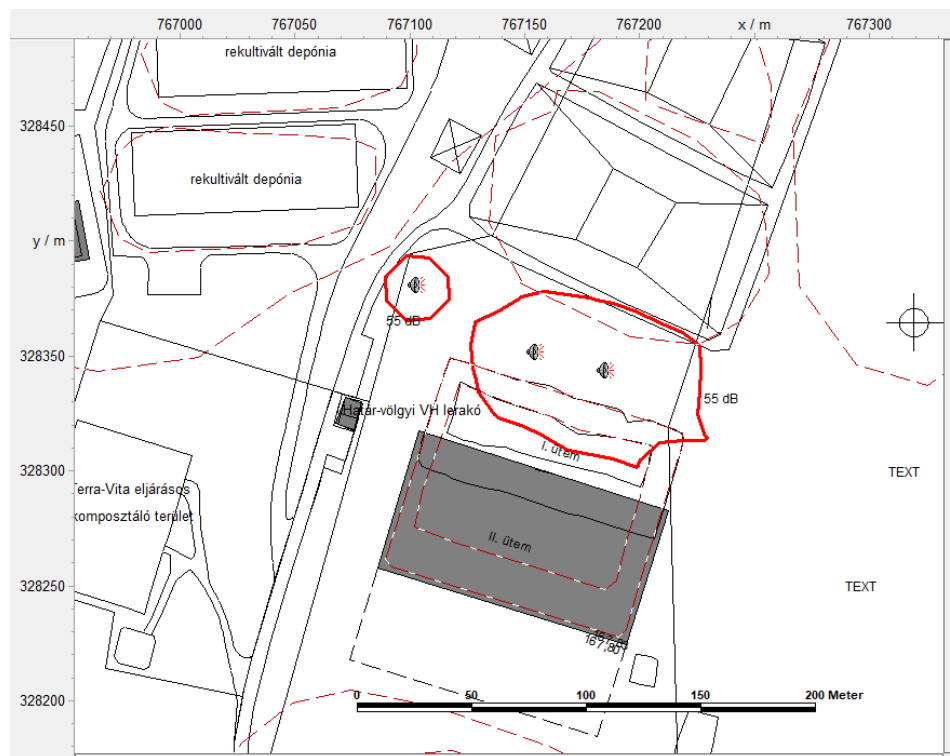 767000 767050 767100 767150 767200 x / m 767300
rekultivált depónia
328450
rekultivált depónia
y / m
55 dB
328350
55 dB
Határ-völgyi VH lerakó
I. ütem
328300
TEXT
Terra-Vita eljárásos
komposztáló terület
II. ütem
328250
TEXT
167,80
0 50 100 150 200 Meter
328200